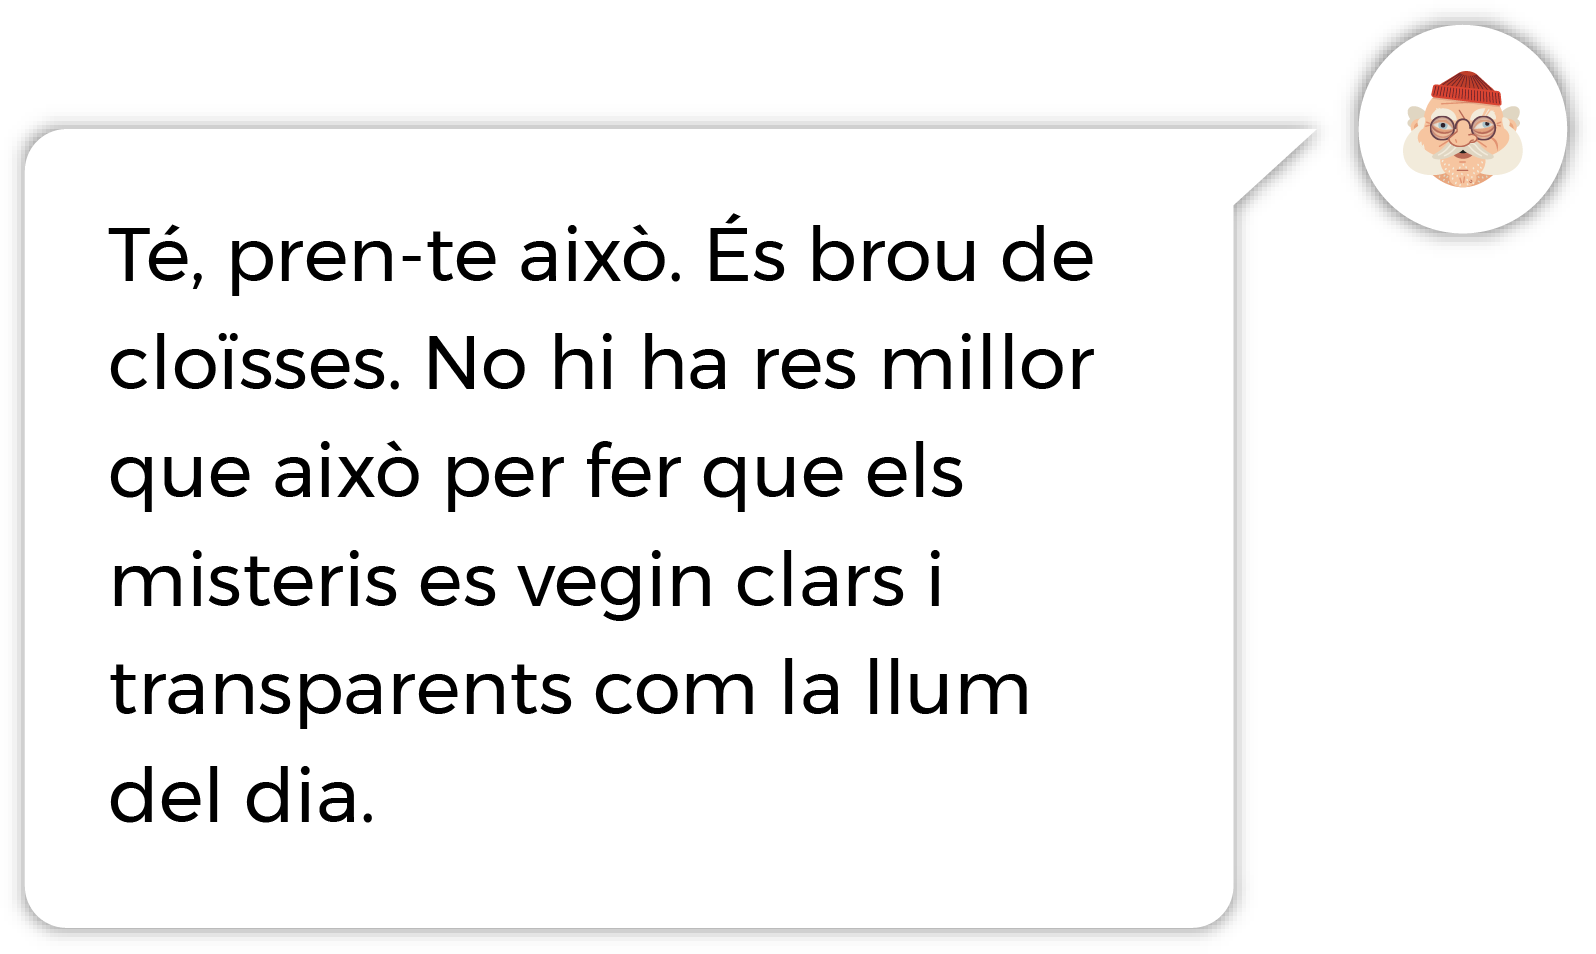 Té, pren-te això. És brou de
cloïsses. No hi ha res millor
que això per fer que els
misteris es vegin clars i
transparents com la llum
del dia.